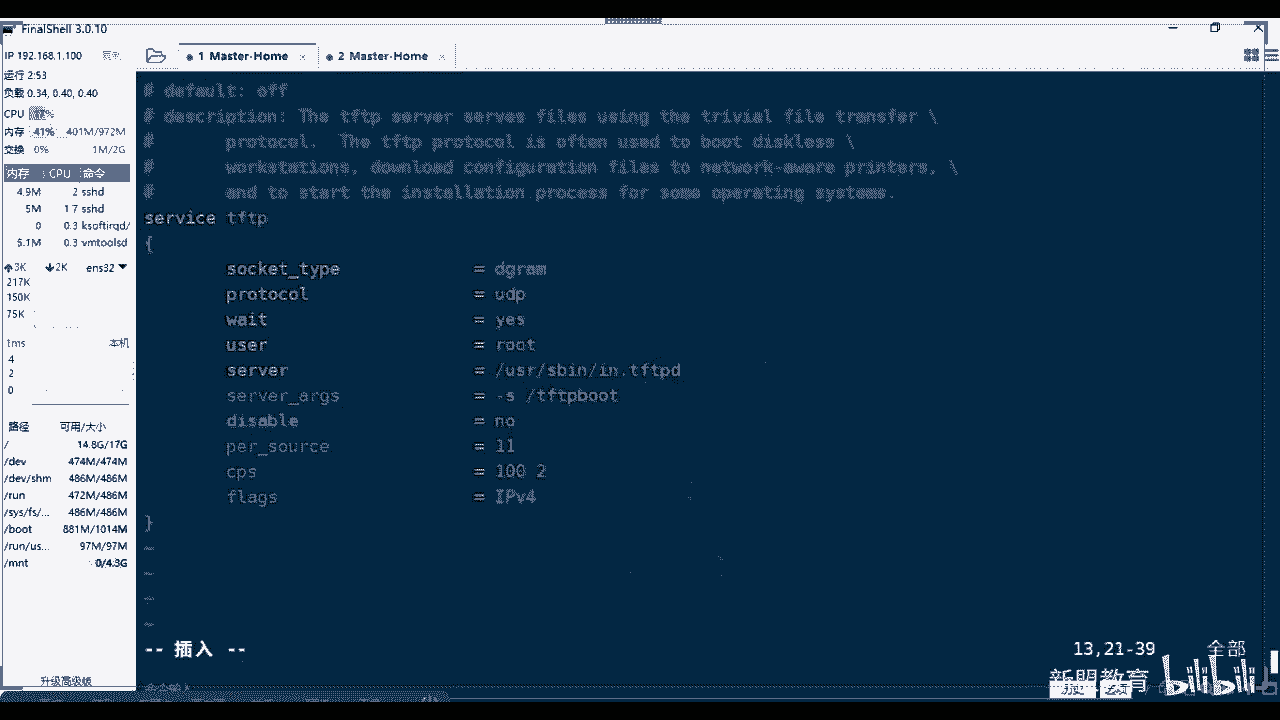 FinalShell 3.0.10
IP 192.168.1.100
1 Master-Home
2 Master-Home
运行 2:53
负载 0.34, 0.40, 0.40
CPU
内存 41% 401M/972M
交换 0% 1M/2G
内存 CPU 命令
4.9M 2 sshd
5M 1.7 sshd
0 0.3 ksoftirqd/
5.1M 0.3 vmtoolsd
3K 2K ens32
217K
150K
75K
ms 本机
4
2
0
路径 可用/大小
/ 14.8G/17G
/dev 474M/474M
/dev/shm 486M/486M
/run 472M/486M
/sys/fs/... 486M/486M
/boot 881M/1014M
/run/us... 97M/97M
/mnt 0/4.3G
升级高级版
# default: off
# description: The tftp server serves files using the trivial file transfer \
# protocol. The tftp protocol is often used to boot diskless \
# workstations, download configuration files to network-aware printers, \
# and to start the installation process for some operating systems.
service tftp
{
socket_type = dgram
protocol = udp
wait = yes
user = root
server = /usr/sbin/in.tftpd
server_args = -s /tftpboot
disable = no
per_source = 11
cps = 100 2
flags = IPv4
}
~
~
~
~
-- 插入 -- 13,21-39 全部
新盟教育 bilibili